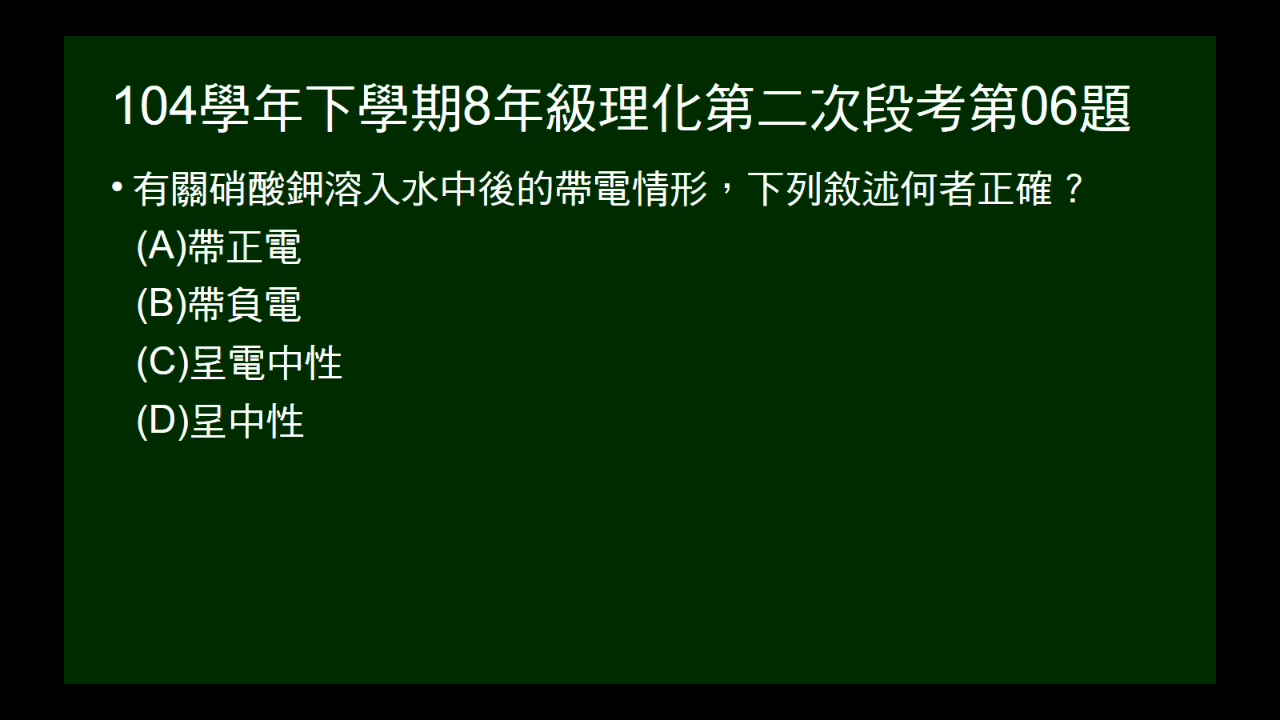 104學年下學期8年級理化第二次段考第06題
• 有關硝酸鉀溶入水中後的帶電情形，下列敘述何者正確？
(A)帶正電
(B)帶負電
(C)呈電中性
(D)呈中性